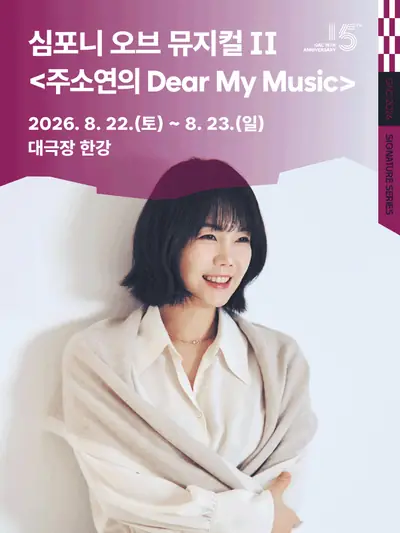 심포니 오브 뮤지컬 II
<주소연의 Dear My Music>
2026. 8. 22.(토) ~ 8. 23.(일)
대극장 한강
15
ANNIVERSARY
SIGNATURE SERIES